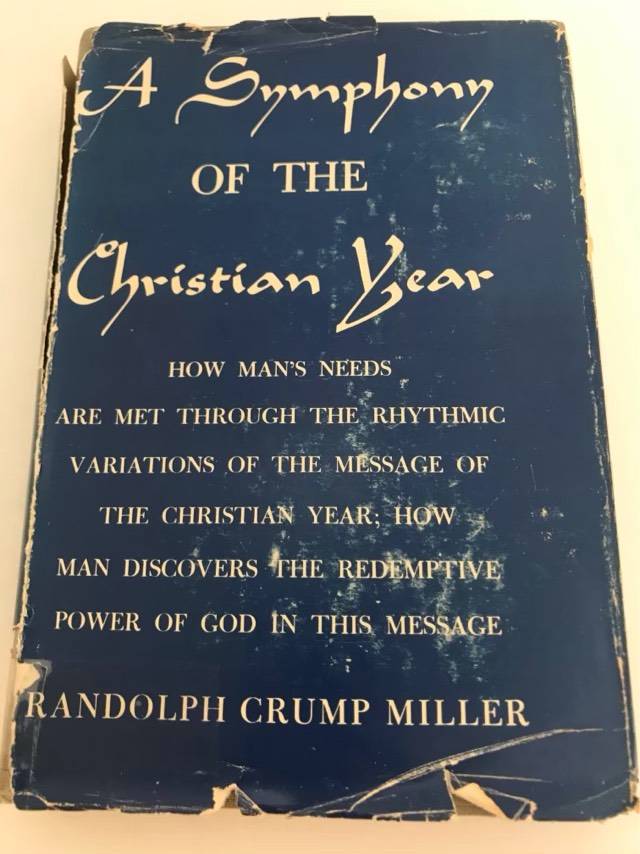 A Symphony
OF THE
Christian Year
HOW MAN'S NEEDS
ARE MET THROUGH THE RHYTHMIC
VARIATIONS OF THE MESSAGE OF
THE CHRISTIAN YEAR; HOW
MAN DISCOVERS THE REDEMPTIVE
POWER OF GOD IN THIS MESSAGE
RANDOLPH CRUMP MILLER